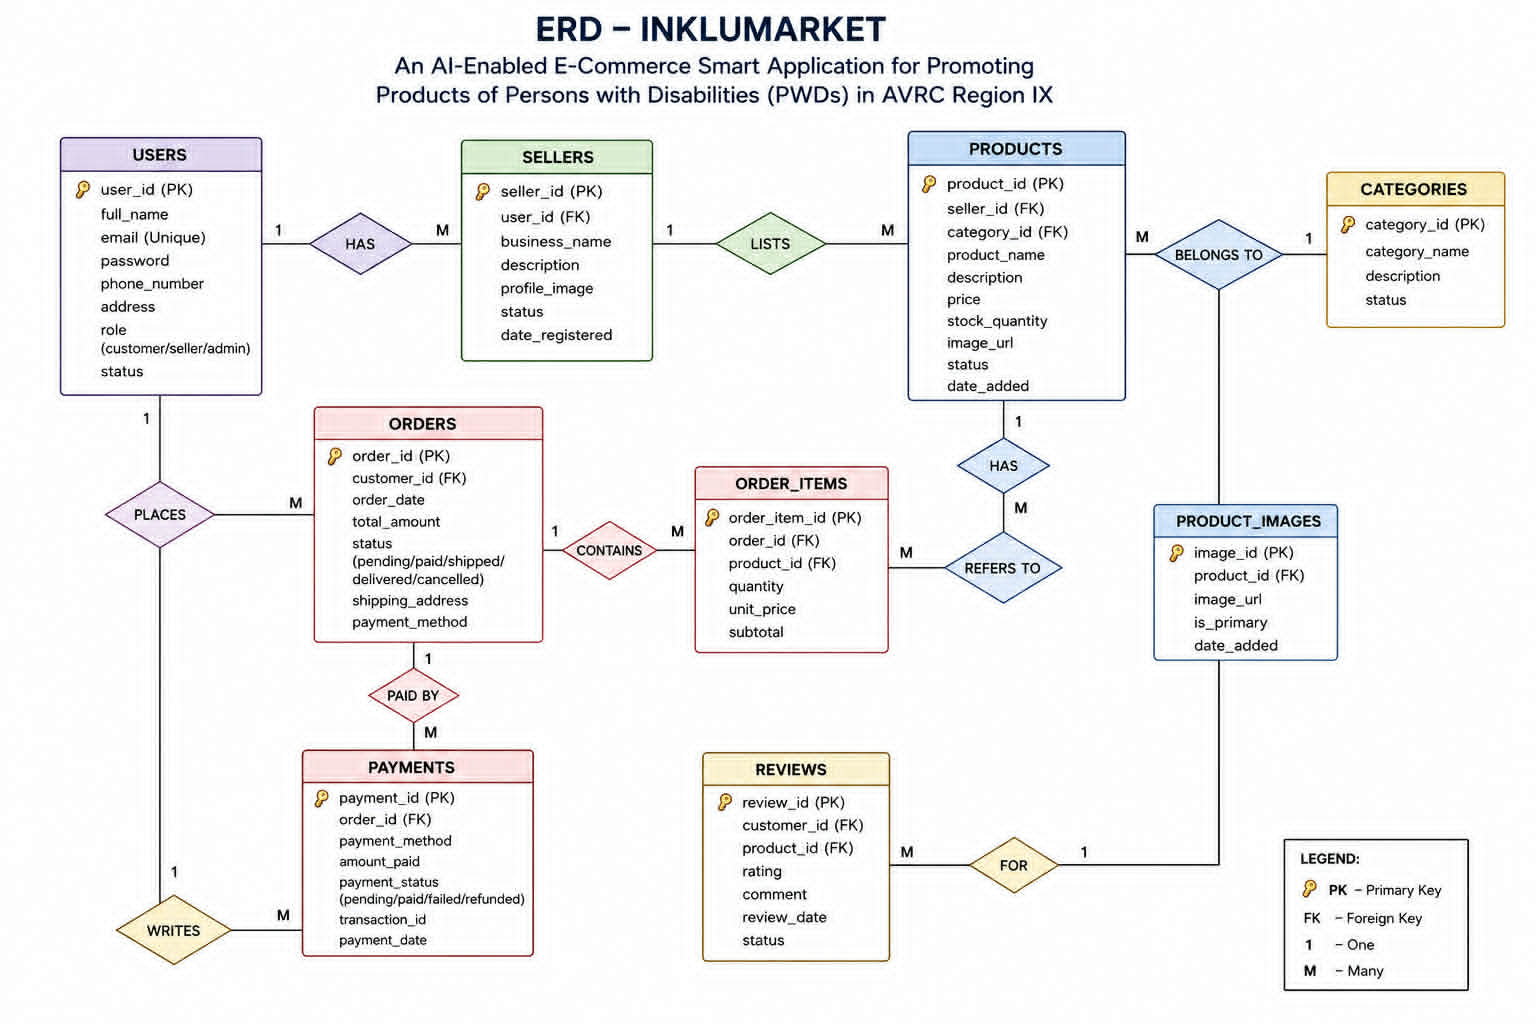 ERD – INKLUMARKET
An AI-Enabled E-Commerce Smart Application for Promoting
Products of Persons with Disabilities (PWDs) in AVRC Region IX
USERS
user_id (PK)
full_name
email (Unique)
password
phone_number
address
role
(customer/seller/admin)
status
1
HAS
M
SELLERS
seller_id (PK)
user_id (FK)
business_name
description
profile_image
status
date_registered
1
LISTS
M
PRODUCTS
product_id (PK)
seller_id (FK)
category_id (FK)
product_name
description
price
stock_quantity
image_url
status
date_added
M
BELONGS TO
1
CATEGORIES
category_id (PK)
category_name
description
status
1
PLACES
M
ORDERS
order_id (PK)
customer_id (FK)
order_date
total_amount
status
(pending/paid/shipped/
delivered/cancelled)
shipping_address
payment_method
1
CONTAINS
M
ORDER_ITEMS
order_item_id (PK)
order_id (FK)
product_id (FK)
quantity
unit_price
subtotal
1
HAS
M
M
REFERS TO
PRODUCT_IMAGES
image_id (PK)
product_id (FK)
image_url
is_primary
date_added
1
PAID BY
M
PAYMENTS
payment_id (PK)
order_id (FK)
payment_method
amount_paid
payment_status
(pending/paid/failed/refunded)
transaction_id
payment_date
1
WRITES
M
REVIEWS
review_id (PK)
customer_id (FK)
product_id (FK)
rating
comment
review_date
status
M
FOR
1
LEGEND:
PK – Primary Key
FK – Foreign Key
1 – One
M – Many